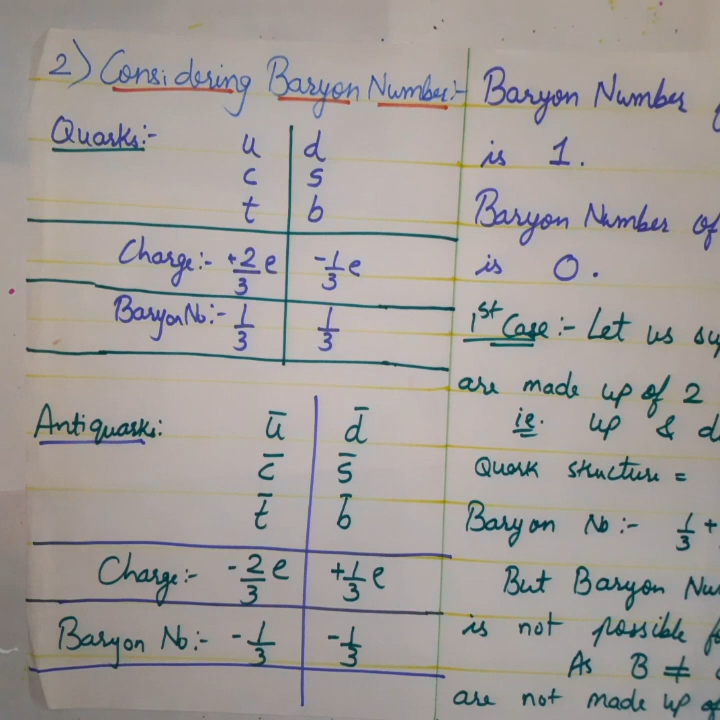 2) Considering Baryon Number:-
Quarks:- u d
c s
t b
Charge:- +2/3 e -1/3 e
Baryon No:- 1/3 1/3
Antiquarks: ū d̄
c̄ s̄
t̄ b̄
Charge:- -2/3 e +1/3 e
Baryon No:- -1/3 -1/3
Baryon Number
is 1.
Baryon Number of
is 0.
1st Case:- Let us
are made up of 2
ie. up &
Quark structure =
Baryon No:- 1/3 +
But Baryon
is not possible
As B ≠
are not made up of